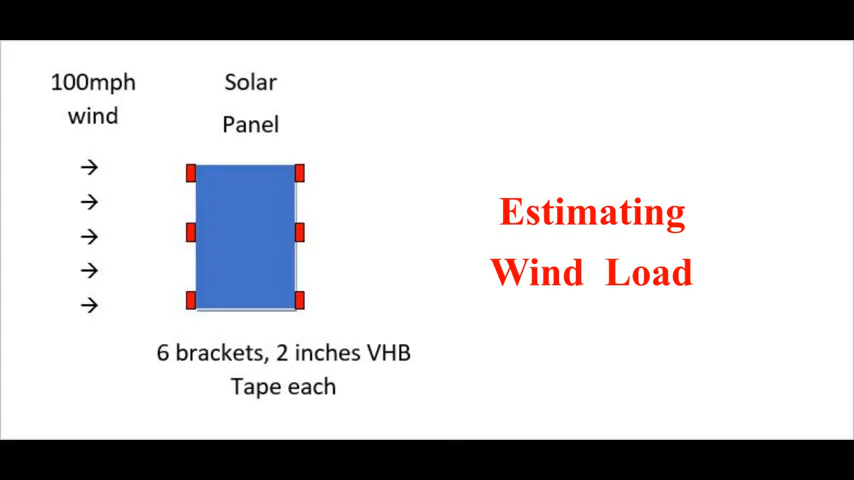 100mph
wind
Solar
Panel
→
→
→
→
→
Estimating
Wind Load
6 brackets, 2 inches VHB
Tape each